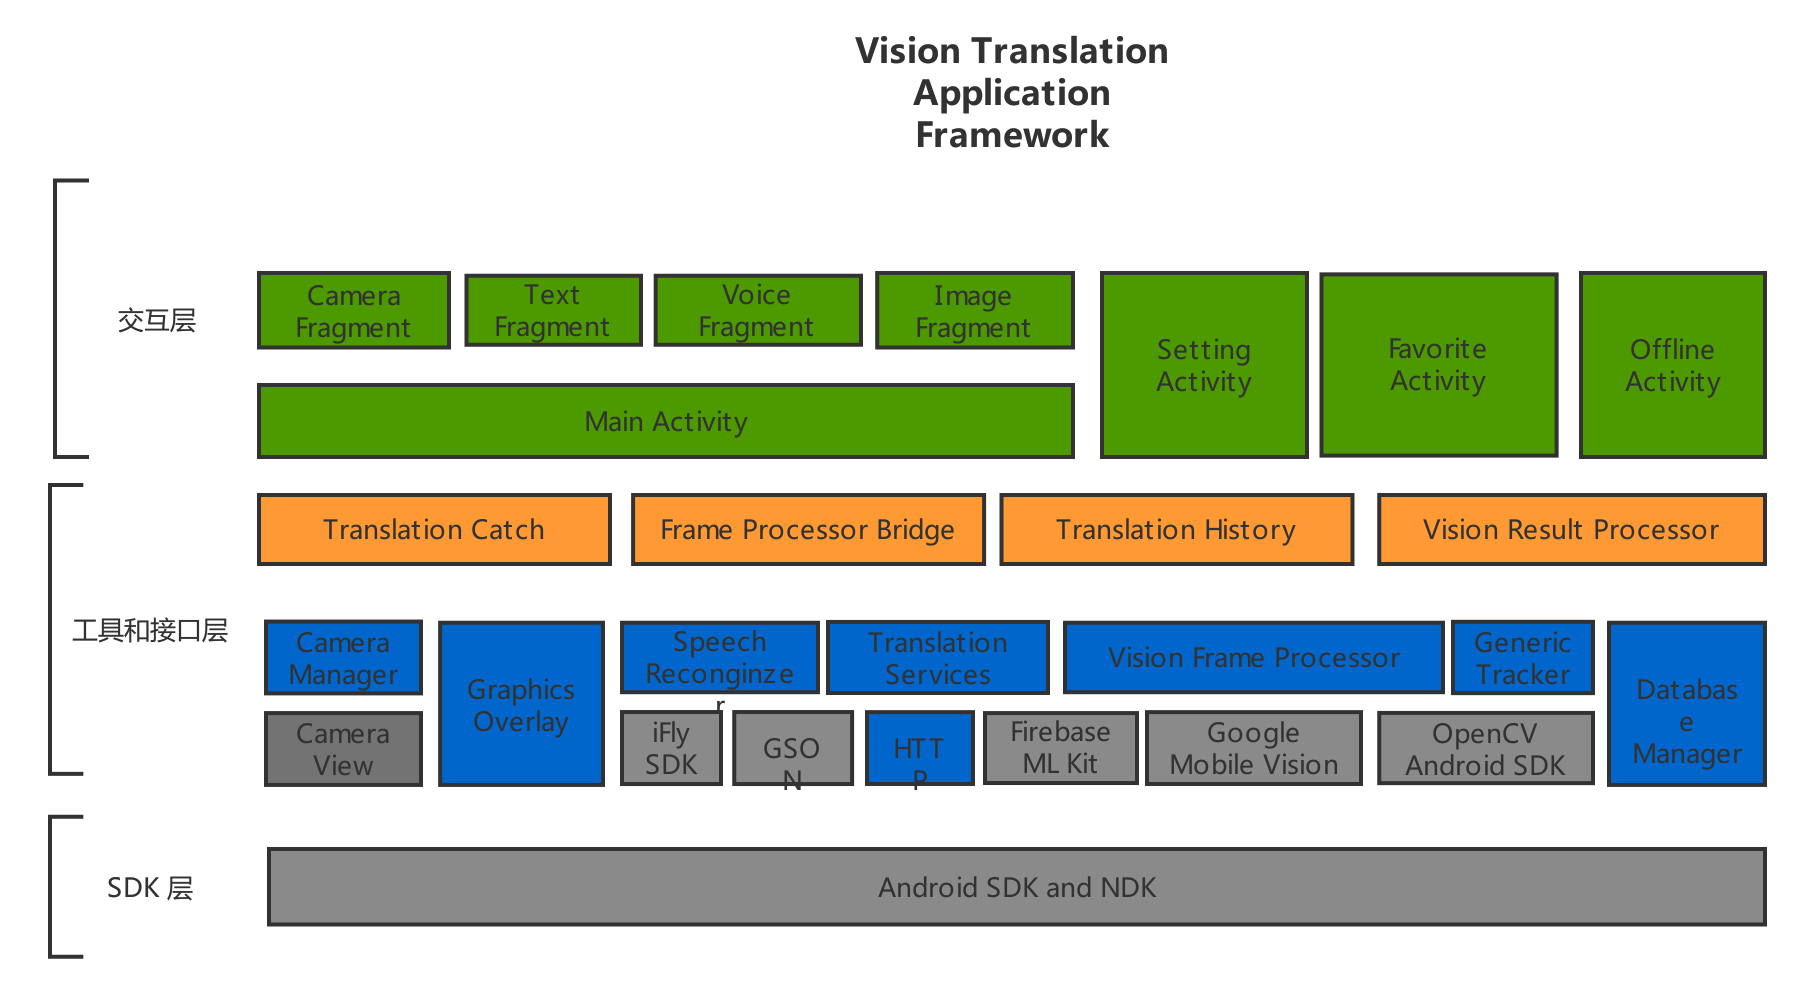 Vision Translation
Application
Framework
交互层
Camera
Fragment
Text
Fragment
Voice
Fragment
Image
Fragment
Setting
Activity
Favorite
Activity
Offline
Activity
Main Activity
工具和接口层
Translation Catch
Frame Processor Bridge
Translation History
Vision Result Processor
Camera
Manager
Graphics
Overlay
Speech
Reconginze
r
Translation
Services
Vision Frame Processor
Generic
Tracker
Databas
e
Manager
Camera
View
iFly
SDK
GSO
N
HTT
P
Firebase
ML Kit
Google
Mobile Vision
OpenCV
Android SDK
SDK 层
Android SDK and NDK